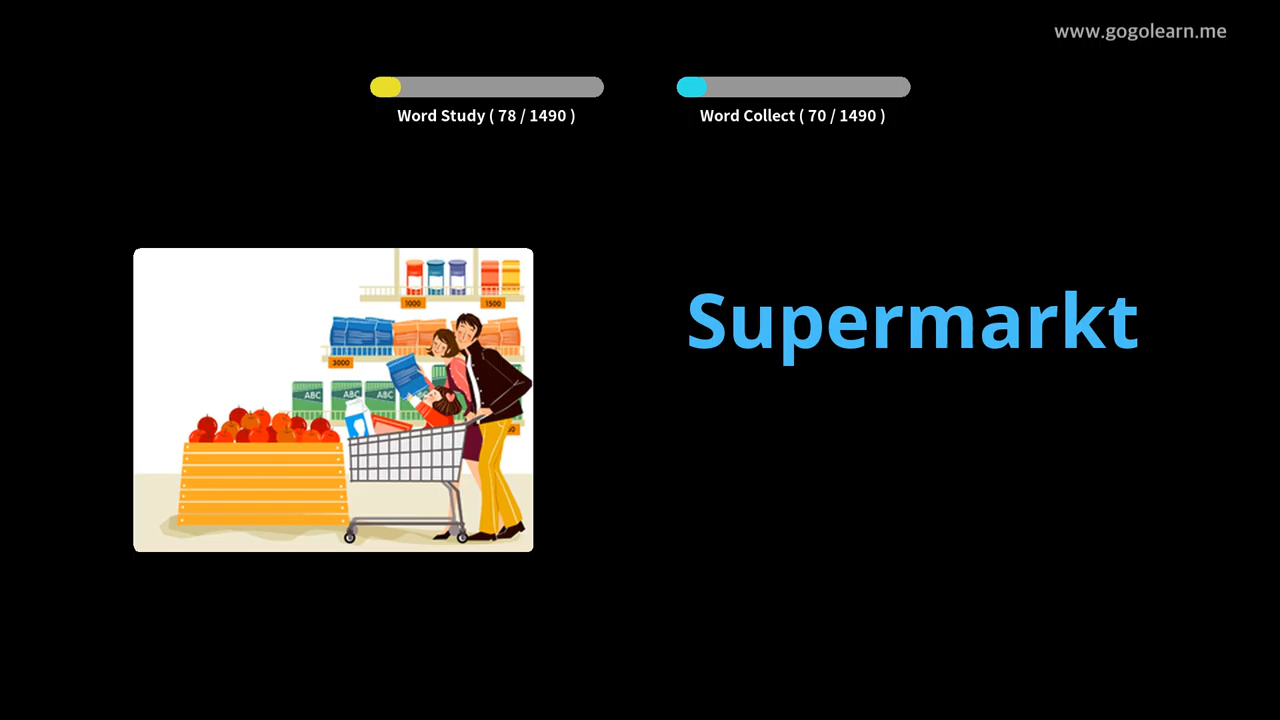 www.gogolearn.me
Word Study ( 78 / 1490 )
Word Collect ( 70 / 1490 )
Supermarkt
1000
1500
3000
ABC
ABC
ABC